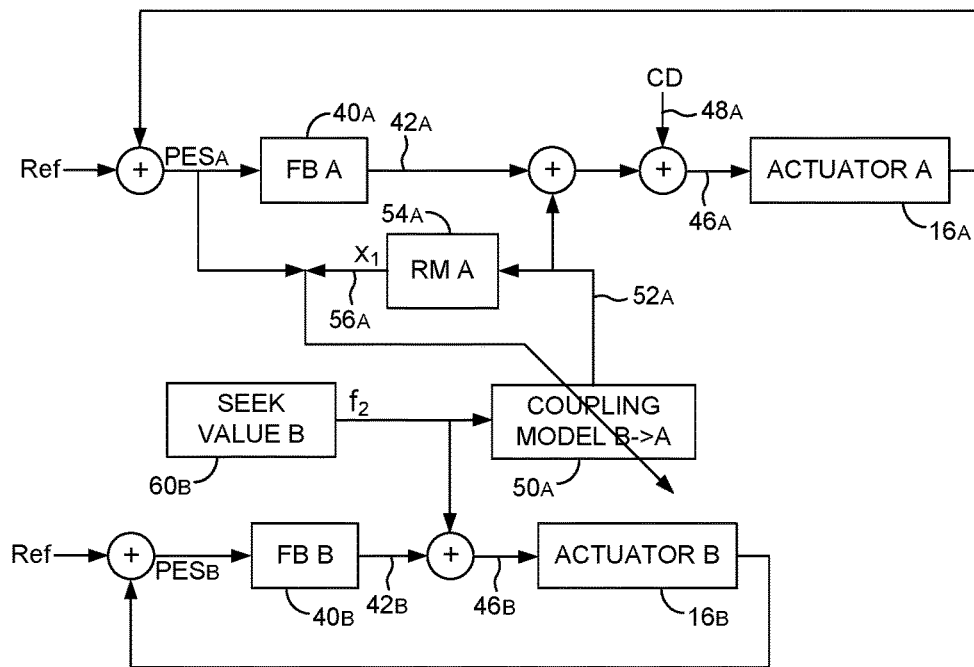 CD
40A
42A
48A
Ref
+
PESA
FB A
+
+
ACTUATOR A
54A
46A
16A
X1
RM A
56A
52A
SEEK
VALUE B
f2
COUPLING
MODEL B->A
60B
50A
Ref
+
PESB
FB B
+
ACTUATOR B
42B
46B
40B
16B